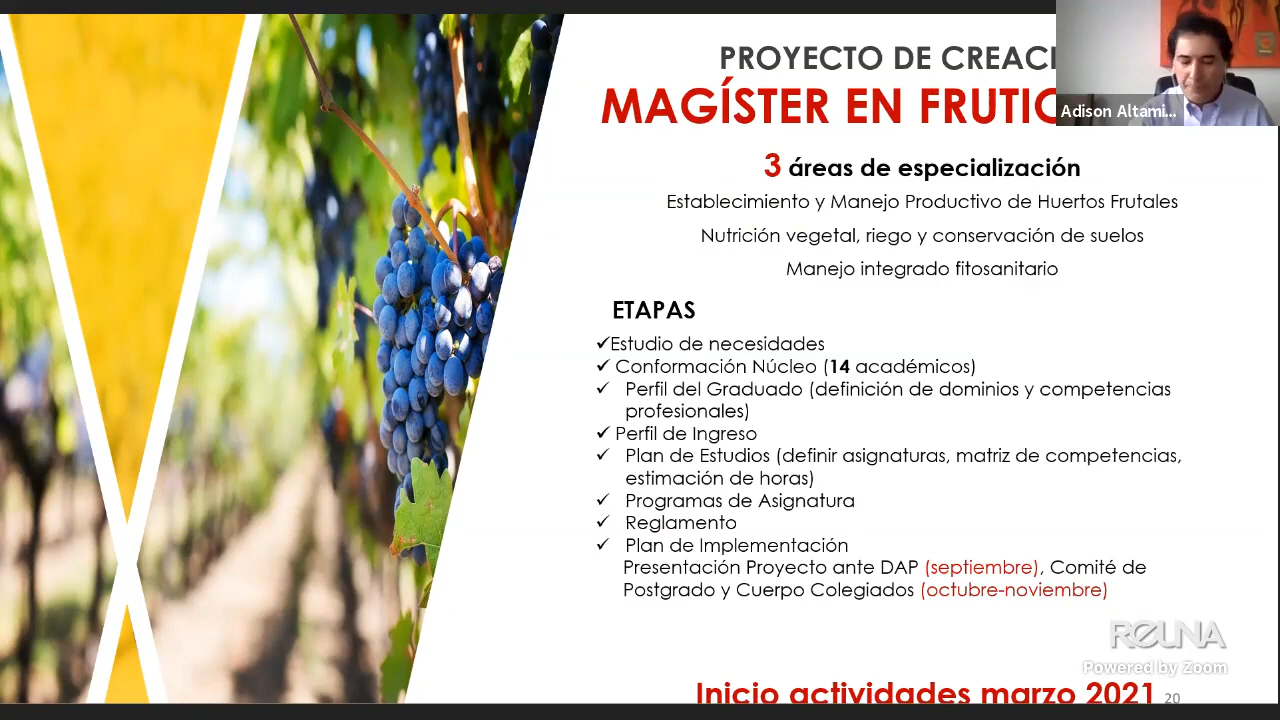 PROYECTO DE CREACI
MAGÍSTER EN FRUTIC
Adison Altami...
3 áreas de especialización
Establecimiento y Manejo Productivo de Huertos Frutales
Nutrición vegetal, riego y conservación de suelos
Manejo integrado fitosanitario
ETAPAS
✓Estudio de necesidades
✓ Conformación Núcleo (14 académicos)
✓ Perfil del Graduado (definición de dominios y competencias
profesionales)
✓ Perfil de Ingreso
✓ Plan de Estudios (definir asignaturas, matriz de competencias,
estimación de horas)
✓ Programas de Asignatura
✓ Reglamento
✓ Plan de Implementación
Presentación Proyecto ante DAP (septiembre), Comité de
Postgrado y Cuerpo Colegiados (octubre-noviembre)
REUNA
Powered by Zoom
Inicio actividades marzo 2021 20